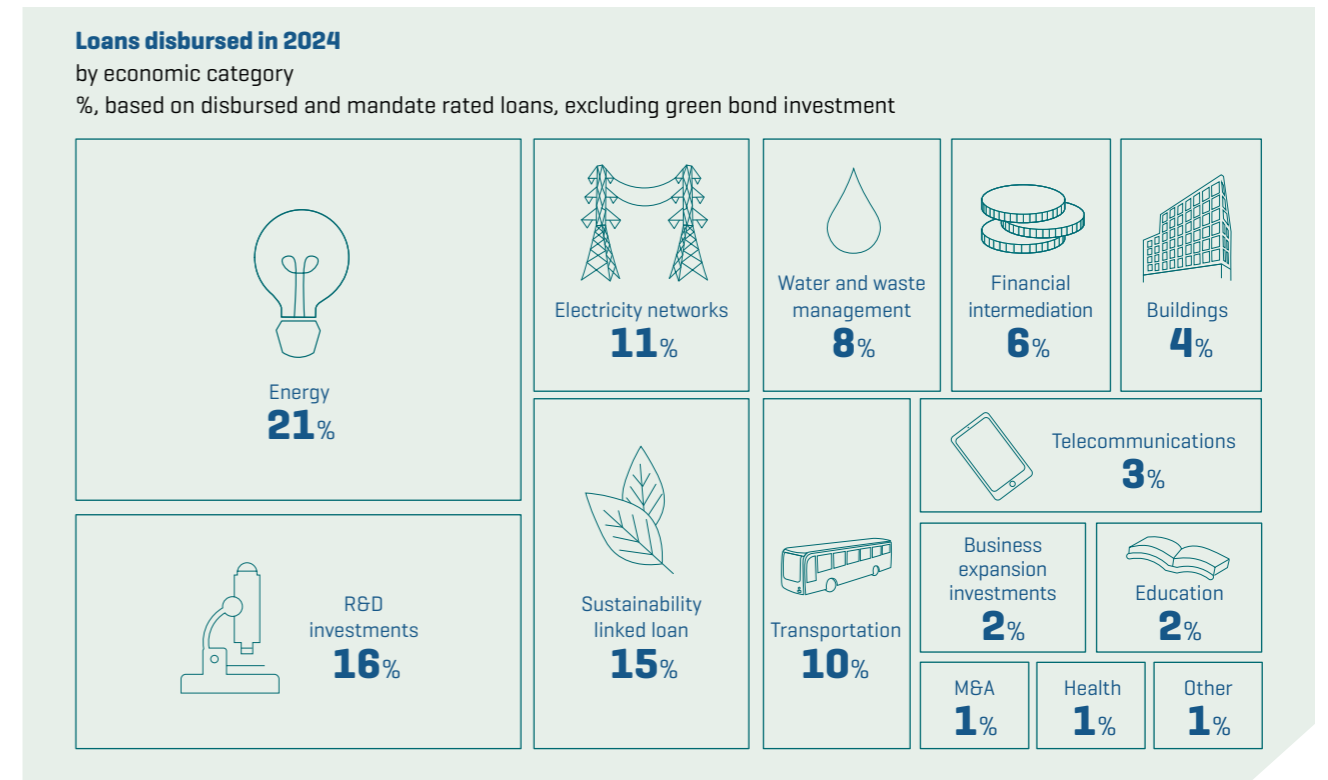 Loans disbursed in 2024
by economic category
%, based on disbursed and mandate rated loans, excluding green bond investment
Energy
21%
R&D
investments
16%
Electricity networks
11%
Sustainability
linked loan
15%
Water and waste
management
8%
Financial
intermediation
6%
Buildings
4%
Transportation
10%
Telecommunications
3%
Business
expansion
investments
2%
Education
2%
M&A
1%
Health
1%
Other
1%